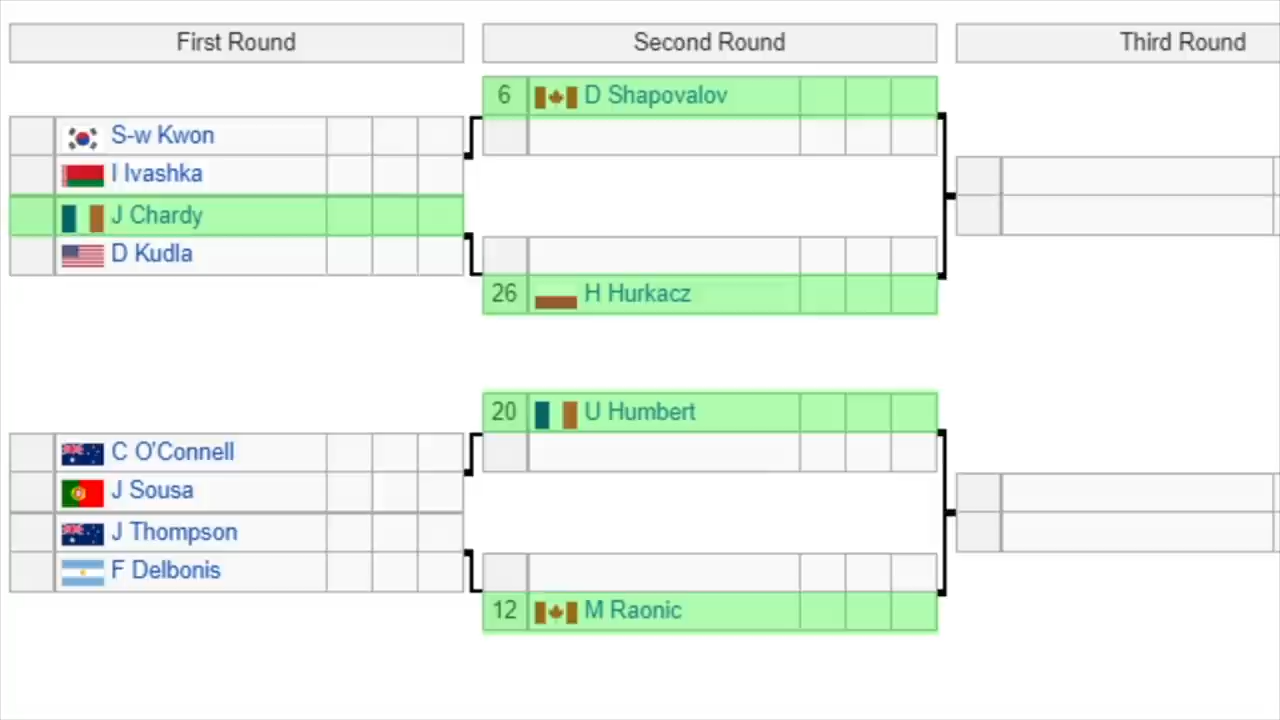 First Round
Second Round
Third Round
6 D Shapovalov
S-w Kwon
I Ivashka
J Chardy
D Kudla
26 H Hurkacz
20 U Humbert
C O'Connell
J Sousa
J Thompson
F Delbonis
12 M Raonic